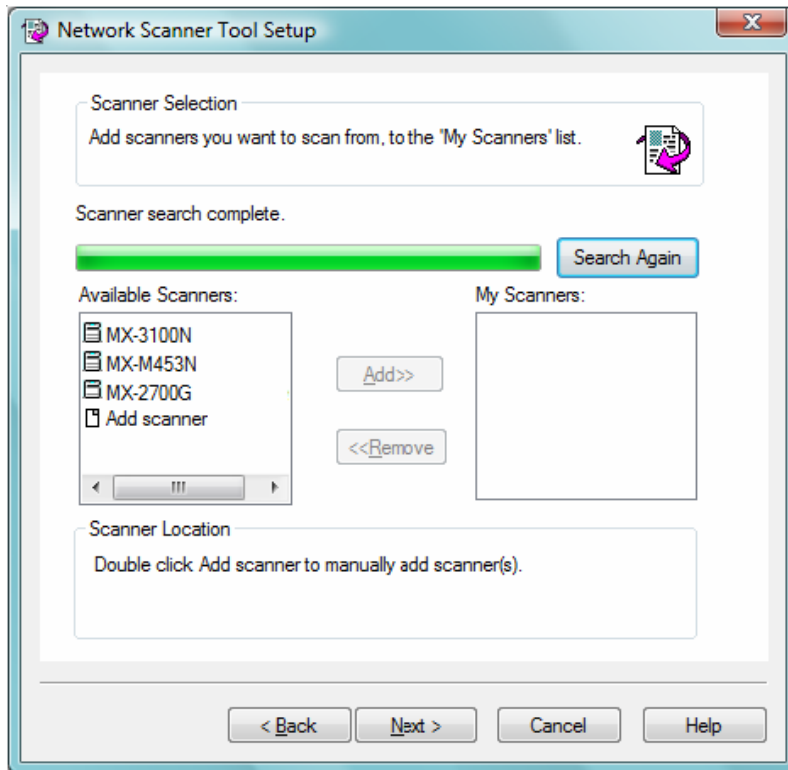 Network Scanner Tool Setup
Scanner Selection
Add scanners you want to scan from, to the 'My Scanners' list.
Scanner search complete.
Search Again
Available Scanners:
My Scanners:
MX-3100N
MX-M453N
MX-2700G
Add scanner
Add>>
<<Remove
Scanner Location
Double click Add scanner to manually add scanner(s).
< Back
Next >
Cancel
Help